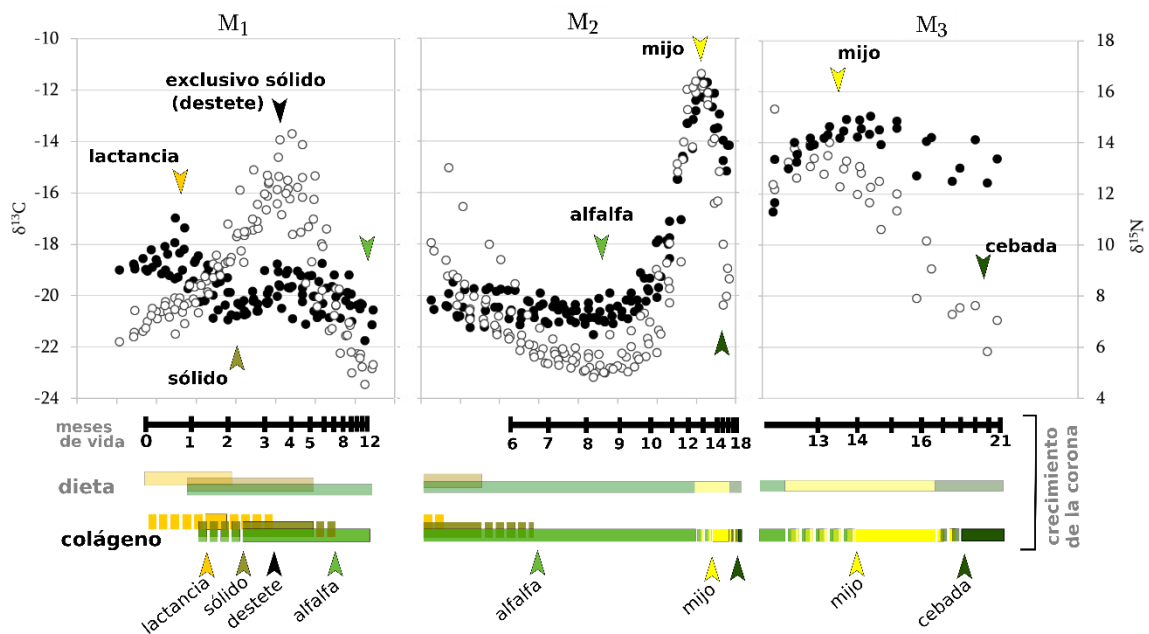 M1
M2
M3
-10
-12
-14
-16
-18
-20
-22
-24
δ13C
18
16
14
12
10
8
6
4
δ15N
lactancia
exclusivo sólido
(destete)
sólido
mijo
alfalfa
mijo
cebada
meses
de vida
0 1 2 3 4 5 8 12
6 7 8 9 10 12 14 18
13 14 16 21
dieta
colágeno
crecimiento
de la corona
lactancia
sólido
destete
alfalfa
alfalfa
mijo
mijo
cebada